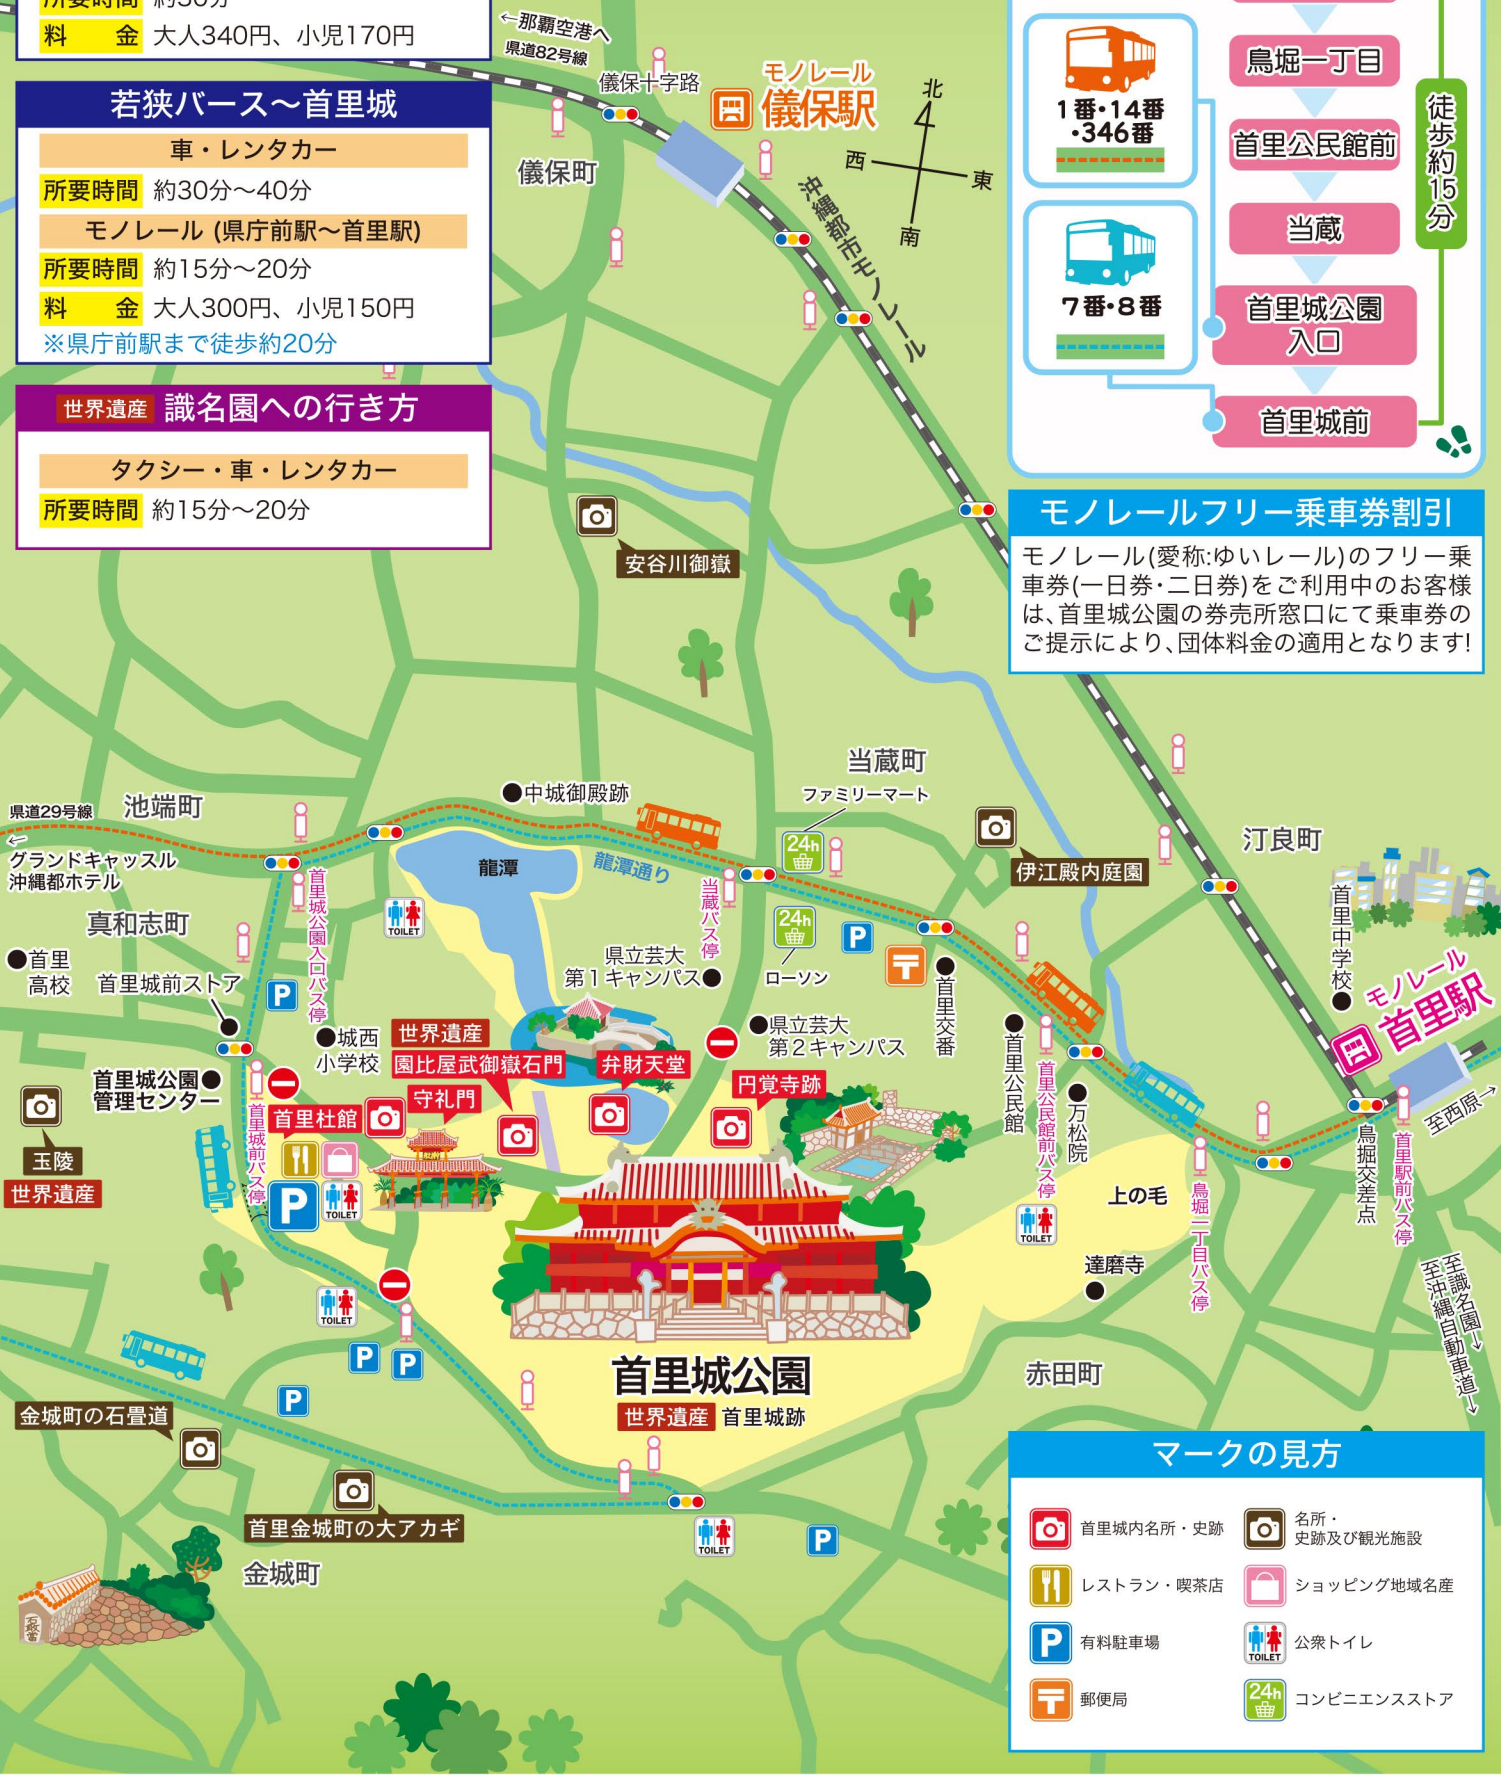 所要時間 約30分
料 金 大人340円、小児170円
若狭バース～首里城
車・レンタカー
所要時間 約30分～40分
モノレール (県庁前駅～首里駅)
所要時間 約15分～20分
料 金 大人300円、小児150円
※県庁前駅まで徒歩約20分
世界遺産 識名園への行き方
タクシー・車・レンタカー
所要時間 約15分～20分
←那覇空港へ
県道82号線
儀保十字路
モノレール
儀保駅
儀保町
北
西
東
南
沖縄都市モノレール
1番・14番
・346番
7番・8番
鳥堀一丁目
首里公民館前
当蔵
首里城公園
入口
首里城前
徒歩約15分
モノレールフリー乗車券割引
モノレール(愛称:ゆいレール)のフリー乗
車券(一日券・二日券)をご利用中のお客様
は、首里城公園の券売所窓口にて乗車券の
ご提示により、団体料金の適用となります!
安谷川御嶽
当蔵町
ファミリーマート
24h
中城御殿跡
池端町
県道29号線
←
グランドキャッスル
沖縄都ホテル
龍潭
龍潭通り
伊江殿内庭園
汀良町
首里中学校
モノレール
首里駅
至西原→
真和志町
首里
高校
首里城前ストア
P
首里城公園入口バス停
TOILET
当蔵バス停
県立芸大
第1キャンパス
24h
ローソン
P
首里交番
県立芸大
第2キャンパス
城西
小学校
世界遺産
園比屋武御嶽石門
弁財天堂
円覚寺跡
守礼門
首里杜館
首里城公園
管理センター
首里城前バス停
P
TOILET
玉陵
世界遺産
首里公民館
首里公民館前バス停
万松院
上の毛
TOILET
達磨寺
鳥堀一丁目バス停
鳥堀交差点
首里駅前バス停
至識名園→
至沖縄自動車道→
赤田町
首里城公園
世界遺産 首里城跡
TOILET
P
P
P
金城町の石畳道
首里金城町の大アカギ
金城町
石敢當
TOILET
P
マークの見方
首里城内名所・史跡
名所・
史跡及び観光施設
レストラン・喫茶店
ショッピング地域名産
P 有料駐車場
TOILET 公衆トイレ
郵便局
24h コンビニエンスストア